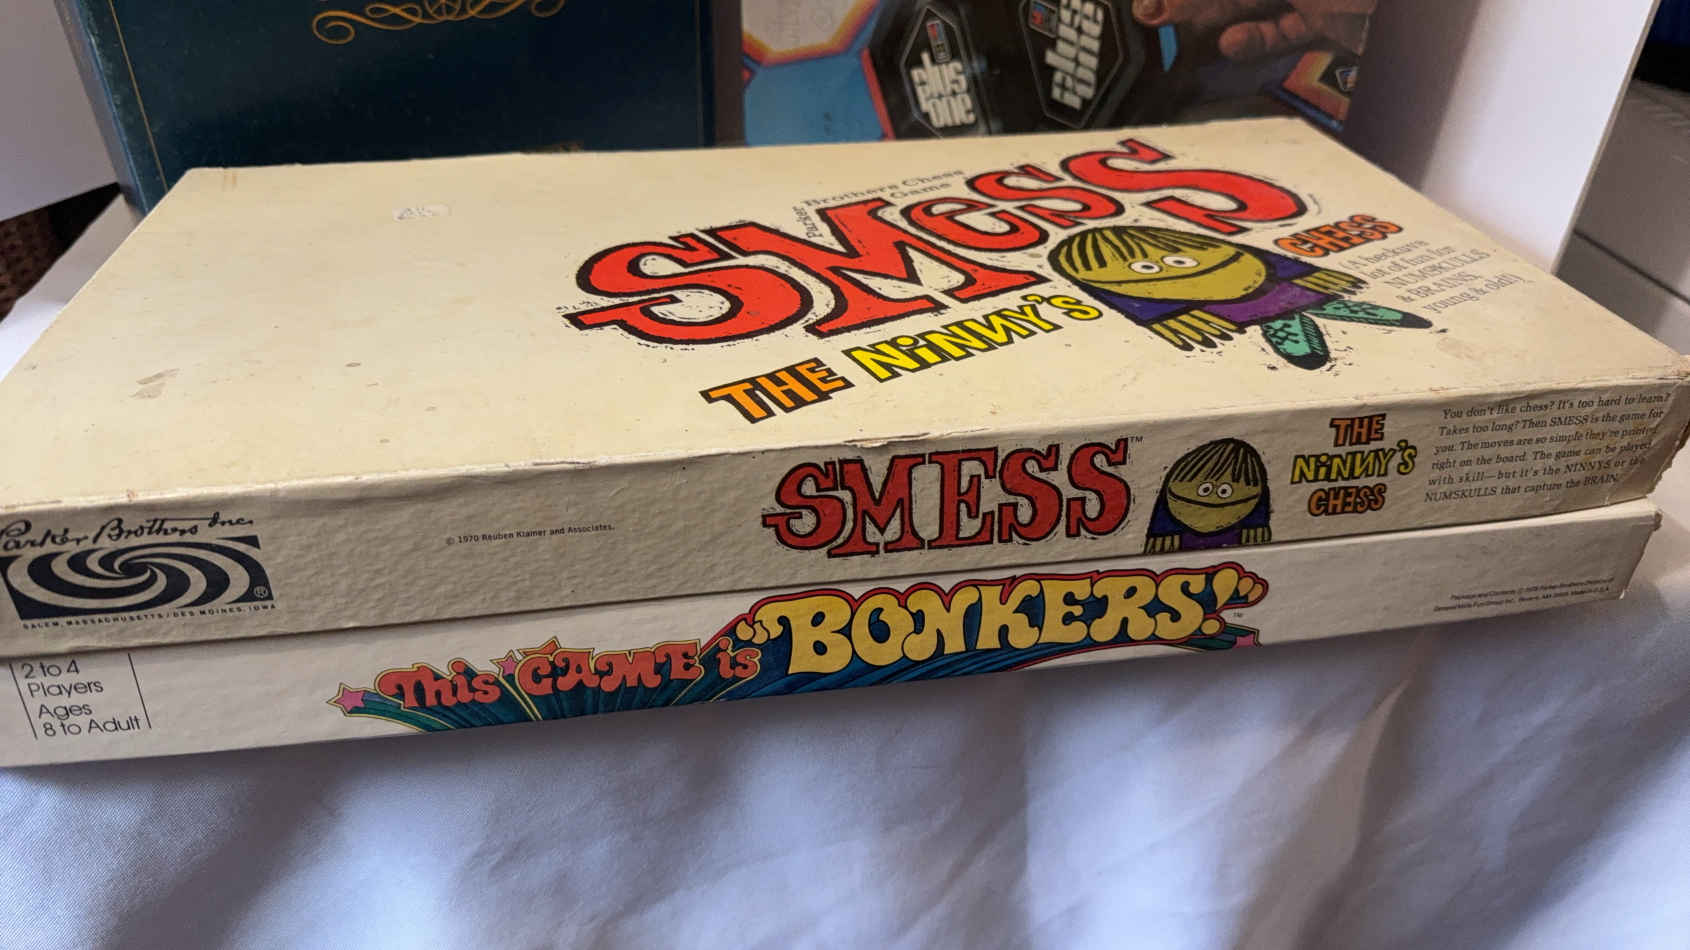 plus
one
plus
one
Parker Brothers Chess
Game
SMESS
THE NINNY'S
CHESS
lot of fun for
NUMSKULLS
& BRAINS,
young & old!)
Parker Brothers Inc.
®
SALEM, MASSACHUSETTS / DES MOINES, IOWA
© 1970 Reuben Klamer and Associates.
SMESS™
THE
NINNY'S
CHESS
You don't like chess? It's too hard to learn?
Takes too long? Then SMESS is the game for
you. The moves are so simple they're printed
right on the board. The game can be played
with skill—but it's the NINNYS or the
NUMSKULLS that capture the BRAIN.
2 to 4
Players
Ages
8 to Adult
This GAME is "BONKERS!"™